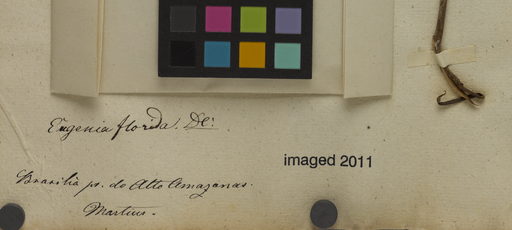 Eugenia florida. DC:
imaged 2011
Brasilia pr. do Alto Amazonas.
Martius.